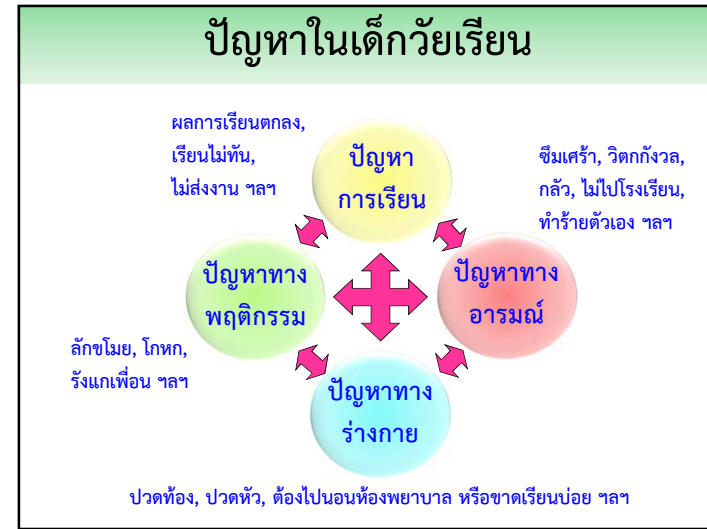 ปัญหาในเด็กวัยเรียน
ผลการเรียนตกลง,
เรียนไม่ทัน,
ไม่ส่งงาน ฯลฯ
ปัญหา
การเรียน
ซึมเศร้า, วิตกกังวล,
กลัว, ไม่ไปโรงเรียน,
ทำร้ายตัวเอง ฯลฯ
ปัญหาทาง
พฤติกรรม
ปัญหาทาง
อารมณ์
ลักขโมย, โกหก,
รังแกเพื่อน ฯลฯ
ปัญหาทาง
ร่างกาย
ปวดท้อง, ปวดหัว, ต้องไปนอนห้องพยาบาล หรือขาดเรียนบ่อย ฯลฯ